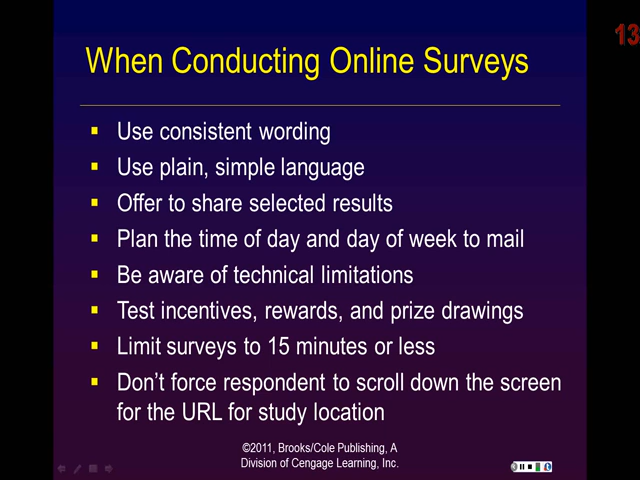 13
When Conducting Online Surveys
Use consistent wording
Use plain, simple language
Offer to share selected results
Plan the time of day and day of week to mail
Be aware of technical limitations
Test incentives, rewards, and prize drawings
Limit surveys to 15 minutes or less
Don’t force respondent to scroll down the screen
for the URL for study location
©2011, Brooks/Cole Publishing, A
Division of Cengage Learning, Inc.